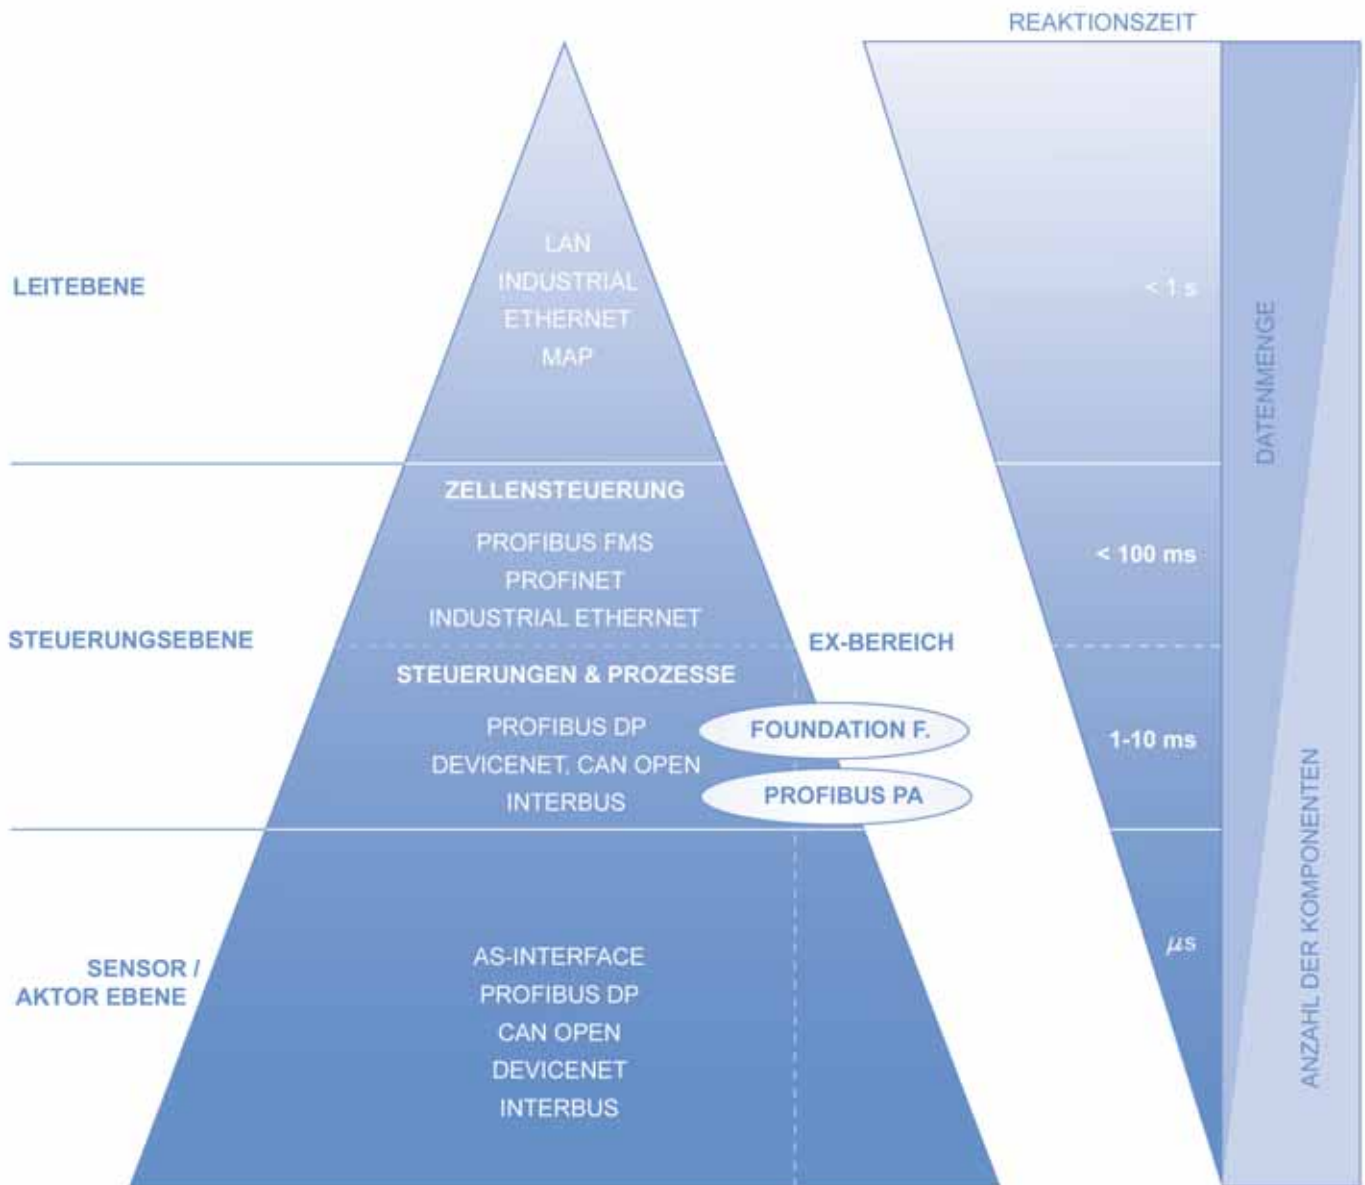 REAKTIONSZEIT
LEITEBENE
LAN
INDUSTRIAL
ETHERNET
MAP
< 1 s
DATENMENGE
ZELLENSTEUERUNG
PROFIBUS FMS
PROFINET
INDUSTRIAL ETHERNET
< 100 ms
STEUERUNGSEBENE
EX-BEREICH
STEUERUNGEN & PROZESSE
PROFIBUS DP
DEVICENET, CAN OPEN
INTERBUS
FOUNDATION F.
PROFIBUS PA
1-10 ms
ANZAHL DER KOMPONENTEN
SENSOR /
AKTOR EBENE
AS-INTERFACE
PROFIBUS DP
CAN OPEN
DEVICENET
INTERBUS
µs